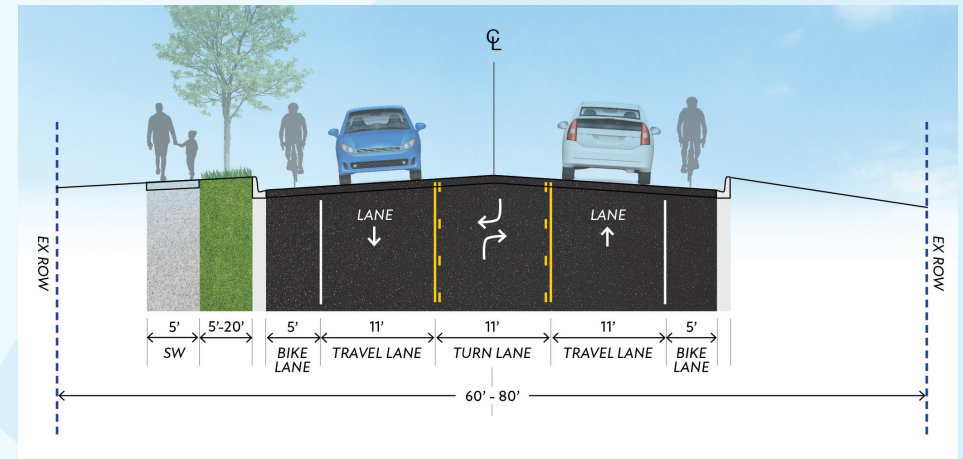 ℄
EX ROW
LANE
LANE
EX ROW
5' 5'-20' 5' 11' 11' 11' 5'
SW BIKE LANE TRAVEL LANE TURN LANE TRAVEL LANE BIKE LANE
60' - 80'